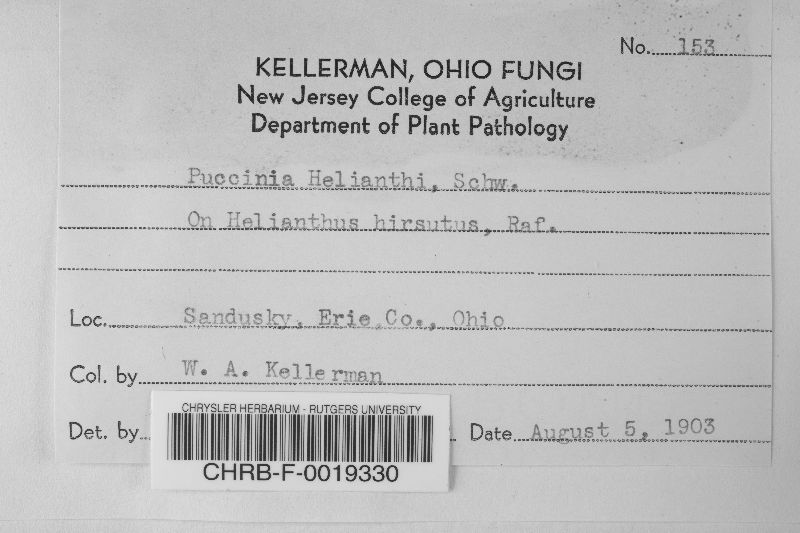 No. 153
KELLERMAN, OHIO FUNGI
New Jersey College of Agriculture
Department of Plant Pathology
Puccinia Helianthi, Schw.
On Helianthus hirsutus, Raf.
Loc. Sandusky, Erie Co., Ohio
Col. by W. A. Kellerman
Det. by Date August 5, 1903
CHRYSLER HERBARIUM - RUTGERS UNIVERSITY
CHRB-F-0019330